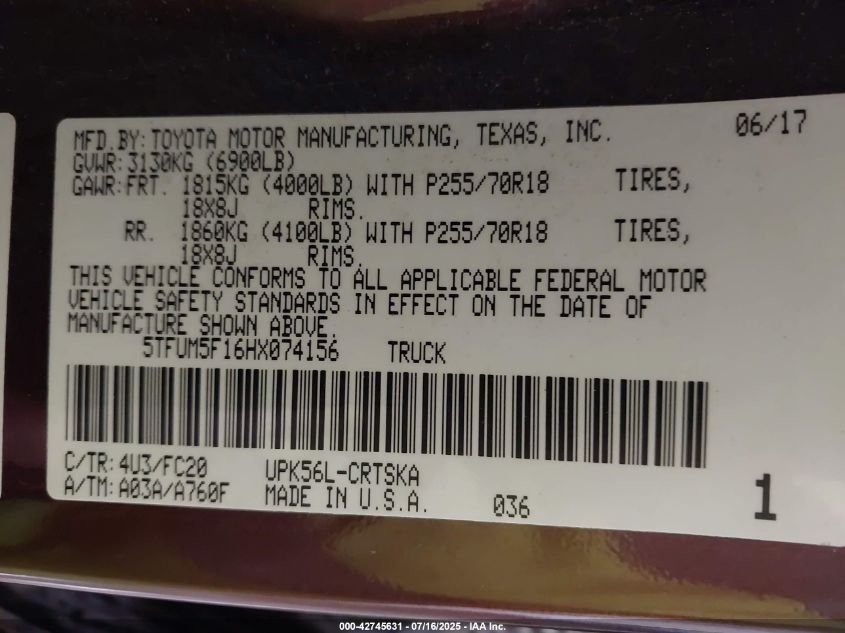 MFD.BY:TOYOTA MOTOR MANUFACTURING, TEXAS, INC. 06/17
GVWR:3130KG (6900LB)
GAWR:FRT. 1815KG (4000LB) WITH P255/70R18 TIRES,
18X8J RIMS.
RR. 1860KG (4100LB) WITH P255/70R18 TIRES,
18X8J RIMS.
THIS VEHICLE CONFORMS TO ALL APPLICABLE FEDERAL MOTOR
VEHICLE SAFETY STANDARDS IN EFFECT ON THE DATE OF
MANUFACTURE SHOWN ABOVE.
5TFUM5F16HX074156 TRUCK
C/TR:4U3/FC20 UPK56L-CRTSKA
A/TM:A03A/A760F MADE IN U.S.A. 036 1
000-42745631 - 07/16/2025 - IAA Inc.